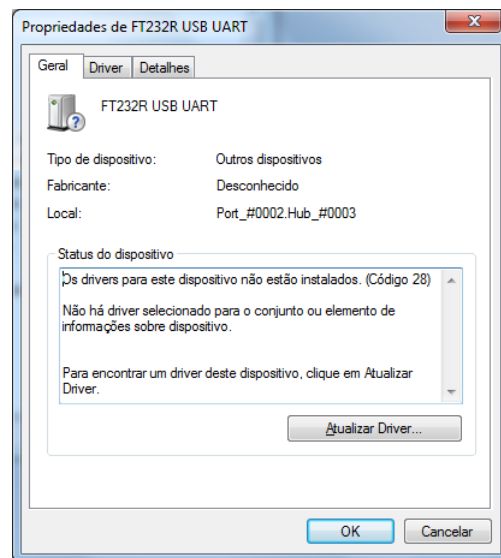 Propriedades de FT232R USB UART
Geral Driver Detalhes
FT232R USB UART
Tipo de dispositivo: Outros dispositivos
Fabricante: Desconhecido
Local: Port_#0002.Hub_#0003
Status do dispositivo
Os drivers para este dispositivo não estão instalados. (Código 28)
Não há driver selecionado para o conjunto ou elemento de
informações sobre dispositivo.
Para encontrar um driver deste dispositivo, clique em Atualizar
Driver.
Atualizar Driver...
OK Cancelar